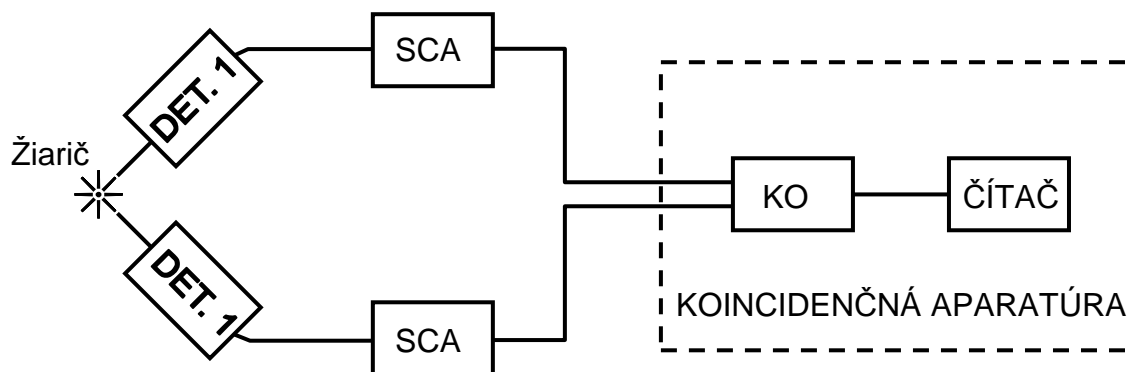 SCA
DET. 1
Žiarič
KO
ČÍTAČ
DET. 1
KOINCIDENČNÁ APARATÚRA
SCA